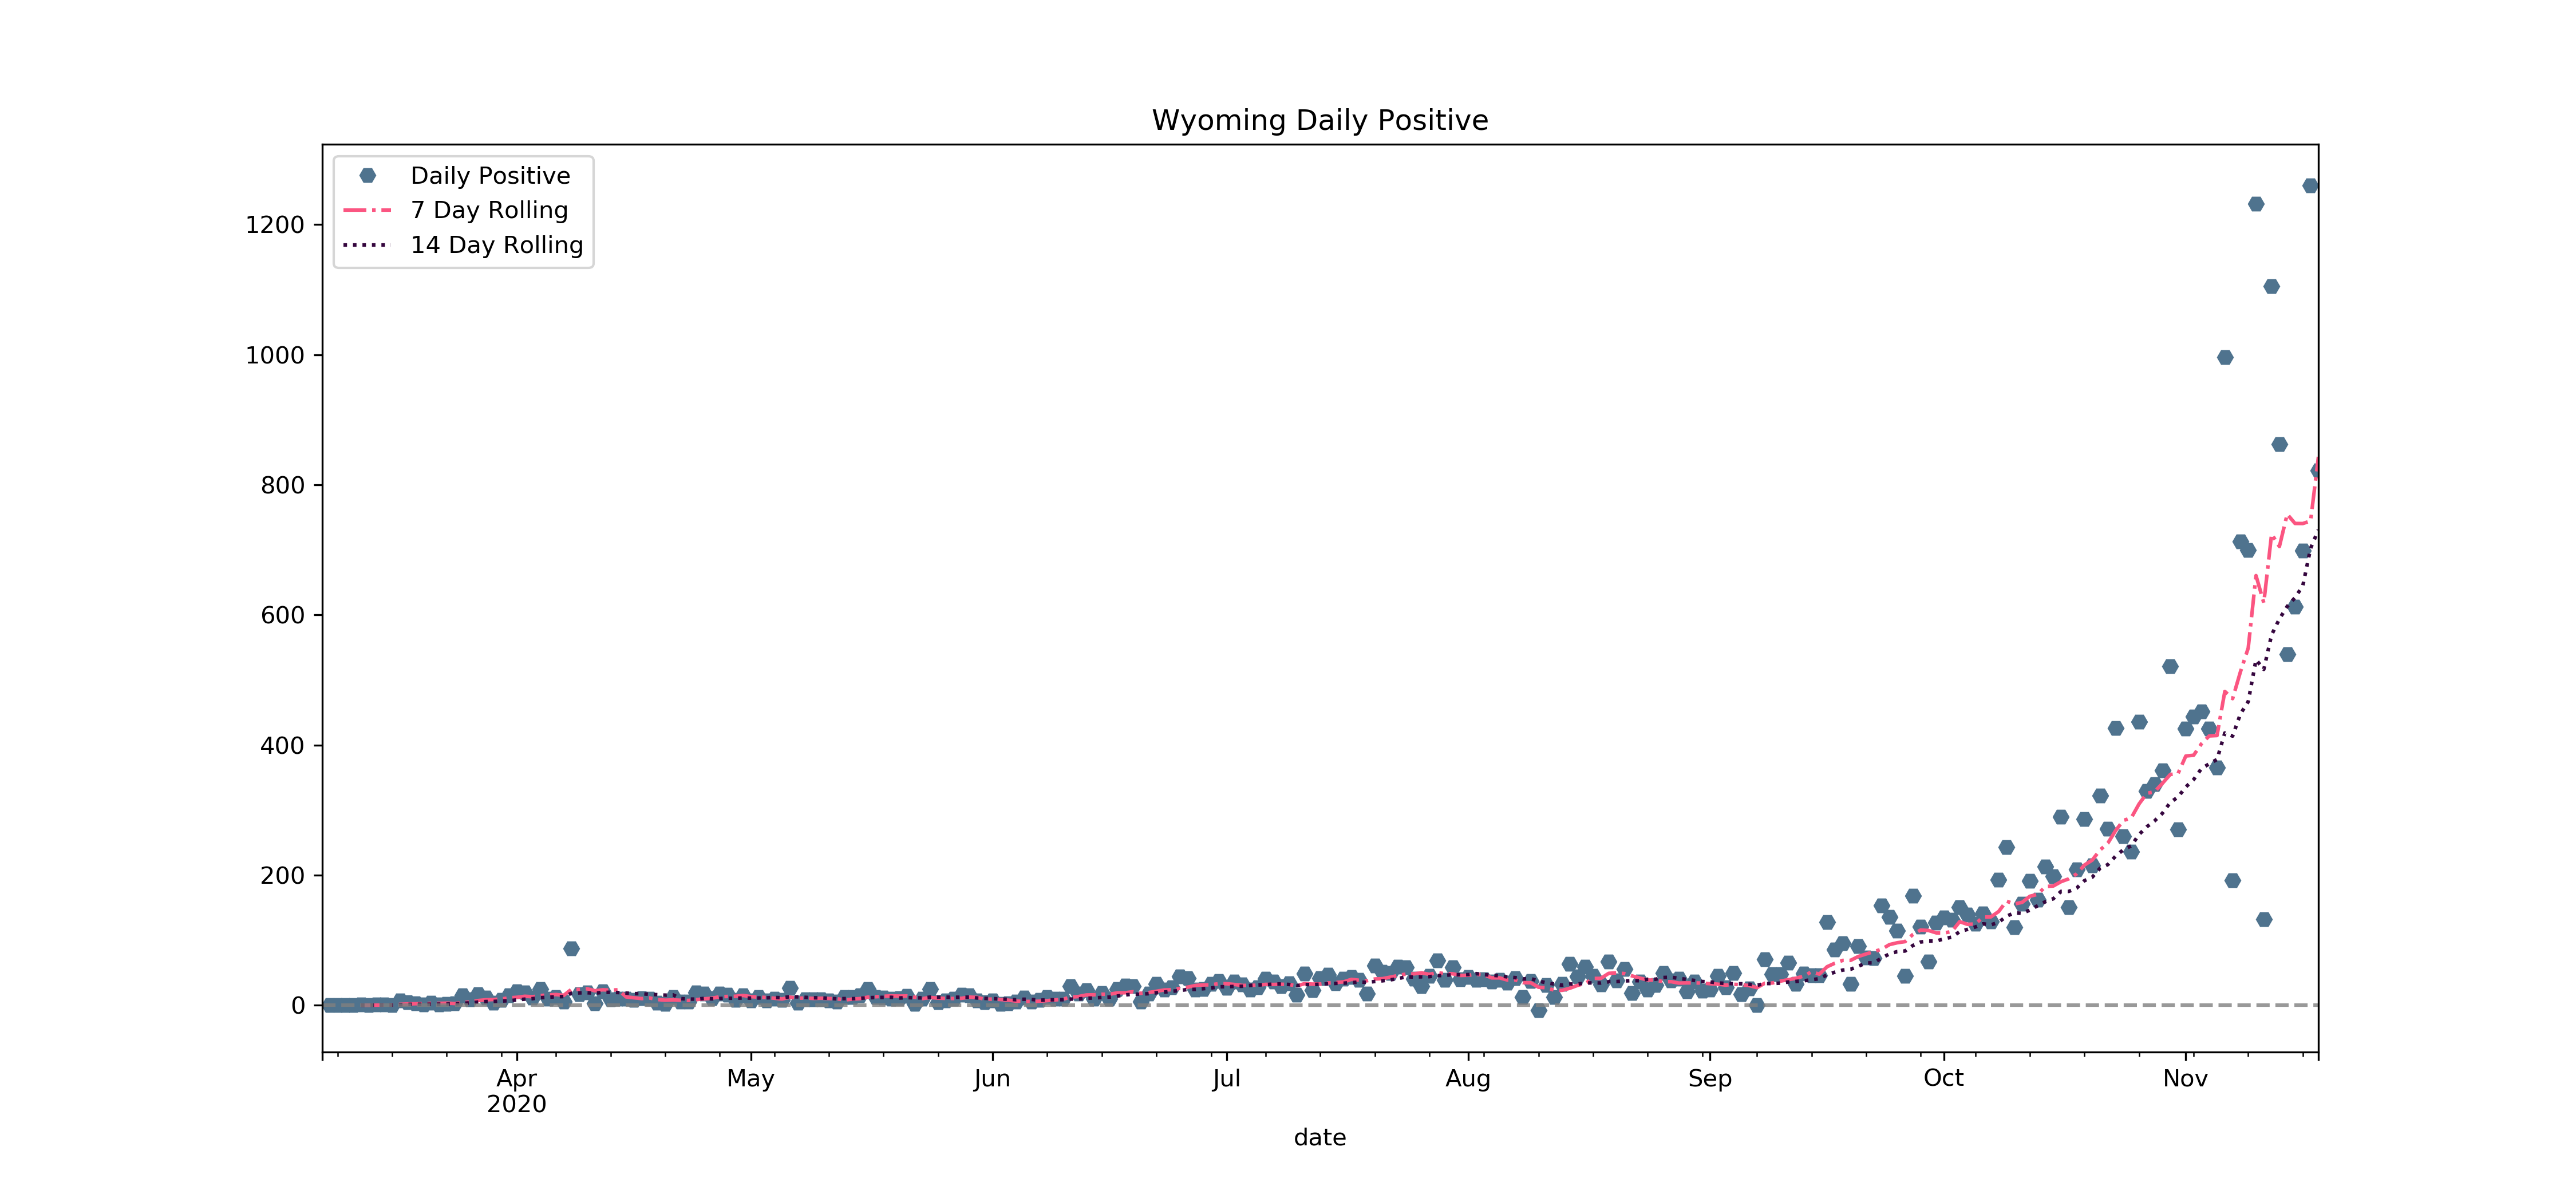 Wyoming Daily Positive
Daily Positive
7 Day Rolling
14 Day Rolling
1200
1000
800
600
400
200
0
Apr May Jun Jul Aug Sep Oct Nov
2020
date